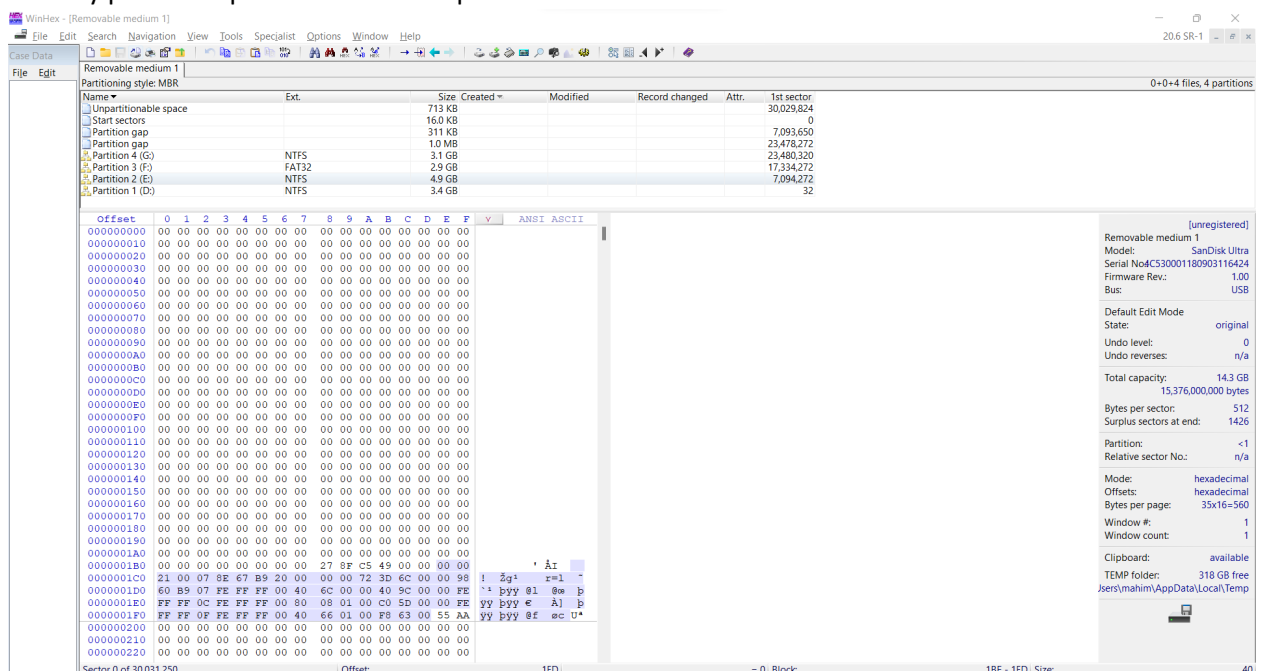 WinHex - [Removable medium 1]
File Edit Search Navigation View Tools Specialist Options Window Help 20.6 SR-1
Case Data
File Edit
Removable medium 1
Partitioning style: MBR 0+0+4 files, 4 partitions
Name Ext. Size Created Modified Record changed Attr. 1st sector
Unpartitionable space 713 KB 30,029,824
Start sectors 16.0 KB 0
Partition gap 311 KB 7,093,650
Partition gap 1.0 MB 23,478,272
Partition 4 (G:) NTFS 3.1 GB 23,480,320
Partition 3 (F:) FAT32 2.9 GB 17,334,272
Partition 2 (E:) NTFS 4.9 GB 7,094,272
Partition 1 (D:) NTFS 3.4 GB 32
Offset 0 1 2 3 4 5 6 7 8 9 A B C D E F ANSI ASCII
000000000 00 00 00 00 00 00 00 00 00 00 00 00 00 00 00 00
000000010 00 00 00 00 00 00 00 00 00 00 00 00 00 00 00 00
000000020 00 00 00 00 00 00 00 00 00 00 00 00 00 00 00 00
000000030 00 00 00 00 00 00 00 00 00 00 00 00 00 00 00 00
000000040 00 00 00 00 00 00 00 00 00 00 00 00 00 00 00 00
000000050 00 00 00 00 00 00 00 00 00 00 00 00 00 00 00 00
000000060 00 00 00 00 00 00 00 00 00 00 00 00 00 00 00 00
000000070 00 00 00 00 00 00 00 00 00 00 00 00 00 00 00 00
000000080 00 00 00 00 00 00 00 00 00 00 00 00 00 00 00 00
000000090 00 00 00 00 00 00 00 00 00 00 00 00 00 00 00 00
0000000A0 00 00 00 00 00 00 00 00 00 00 00 00 00 00 00 00
0000000B0 00 00 00 00 00 00 00 00 00 00 00 00 00 00 00 00
0000000C0 00 00 00 00 00 00 00 00 00 00 00 00 00 00 00 00
0000000D0 00 00 00 00 00 00 00 00 00 00 00 00 00 00 00 00
0000000E0 00 00 00 00 00 00 00 00 00 00 00 00 00 00 00 00
0000000F0 00 00 00 00 00 00 00 00 00 00 00 00 00 00 00 00
000000100 00 00 00 00 00 00 00 00 00 00 00 00 00 00 00 00
000000110 00 00 00 00 00 00 00 00 00 00 00 00 00 00 00 00
000000120 00 00 00 00 00 00 00 00 00 00 00 00 00 00 00 00
000000130 00 00 00 00 00 00 00 00 00 00 00 00 00 00 00 00
000000140 00 00 00 00 00 00 00 00 00 00 00 00 00 00 00 00
000000150 00 00 00 00 00 00 00 00 00 00 00 00 00 00 00 00
000000160 00 00 00 00 00 00 00 00 00 00 00 00 00 00 00 00
000000170 00 00 00 00 00 00 00 00 00 00 00 00 00 00 00 00
000000180 00 00 00 00 00 00 00 00 00 00 00 00 00 00 00 00
000000190 00 00 00 00 00 00 00 00 00 00 00 00 00 00 00 00
0000001A0 00 00 00 00 00 00 00 00 00 00 00 00 00 00 00 00
0000001B0 00 00 00 00 00 00 00 00 27 8F C5 49 00 00 00 00 ' ÅI
0000001C0 21 00 07 8E 67 B9 20 00 00 00 72 3D 6C 00 00 98 ! Žg¹ r=l ˜
0000001D0 60 B9 07 FE FF FF 00 40 6C 00 00 40 9C 00 00 FE `¹ þÿÿ @l @œ þ
0000001E0 FF FF 0C FE FF FF 00 80 08 01 00 C0 5D 00 00 FE ÿÿ þÿÿ € À] þ
0000001F0 FF FF 0F FE FF FF 00 40 66 01 00 F8 63 00 55 AA ÿÿ þÿÿ @f øc Uª
000000200 00 00 00 00 00 00 00 00 00 00 00 00 00 00 00 00
000000210 00 00 00 00 00 00 00 00 00 00 00 00 00 00 00 00
000000220 00 00 00 00 00 00 00 00 00 00 00 00 00 00 00 00
Sector 0 of 30,031,250 Offset: 1FD = 0 Block: 1BE - 1FD Size: 40
[unregistered]
Removable medium 1
Model: SanDisk Ultra
Serial No4C530001180903116424
Firmware Rev.: 1.00
Bus: USB
Default Edit Mode
State: original
Undo level: 0
Undo reverses: n/a
Total capacity: 14.3 GB
15,376,000,000 bytes
Bytes per sector: 512
Surplus sectors at end: 1426
Partition: <1
Relative sector No.: n/a
Mode: hexadecimal
Offsets: hexadecimal
Bytes per page: 35x16=560
Window #: 1
Window count: 1
Clipboard: available
TEMP folder: 318 GB free
Users\mahim\AppData\Local\Temp